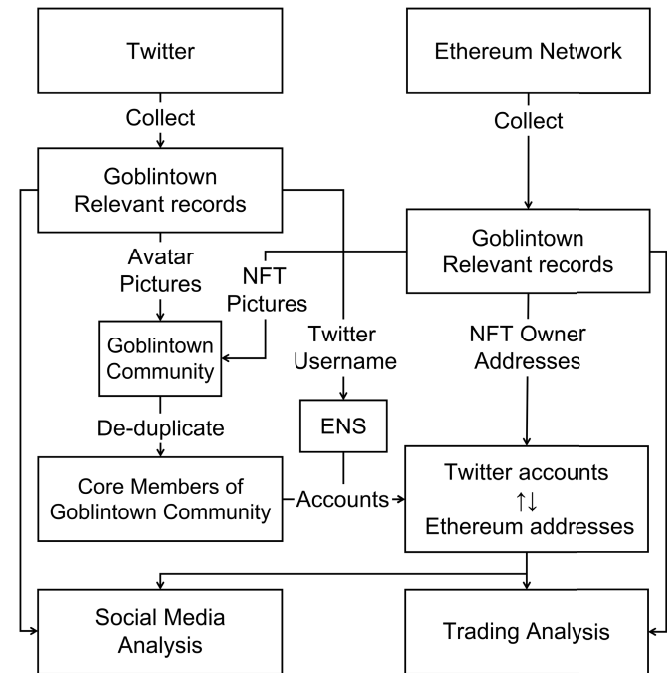 Twitter
Ethereum Network
Collect
Collect
Goblintown
Relevant records
Goblintown
Relevant records
Avatar
Pictures
NFT
Pictures
Twitter
Username
NFT Owner
Addresses
Goblintown
Community
De-duplicate
ENS
Core Members of
Goblintown Community
Accounts
Twitter accounts
↑↓
Ethereum addresses
Social Media
Analysis
Trading Analysis